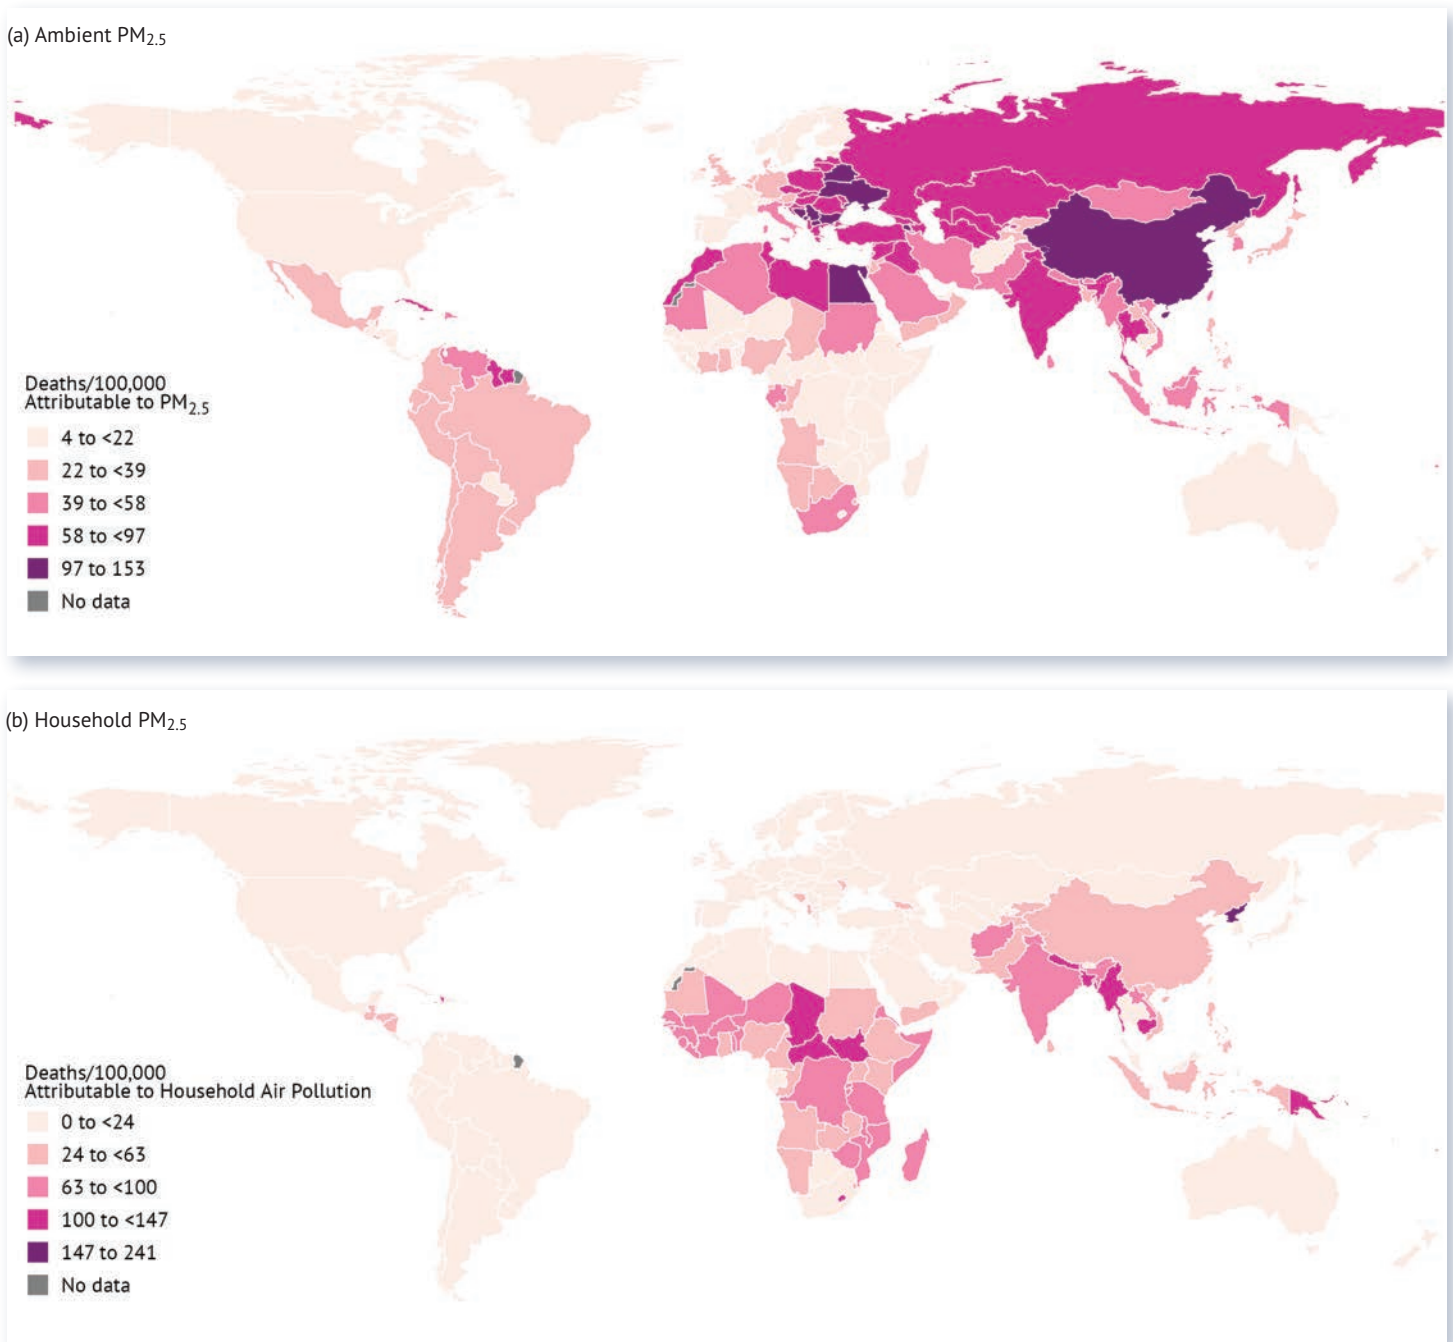 (a) Ambient PM2.5
Deaths/100,000
Attributable to PM2.5
4 to <22
22 to <39
39 to <58
58 to <97
97 to 153
No data
(b) Household PM2.5
Deaths/100,000
Attributable to Household Air Pollution
0 to <24
24 to <63
63 to <100
100 to <147
147 to 241
No data